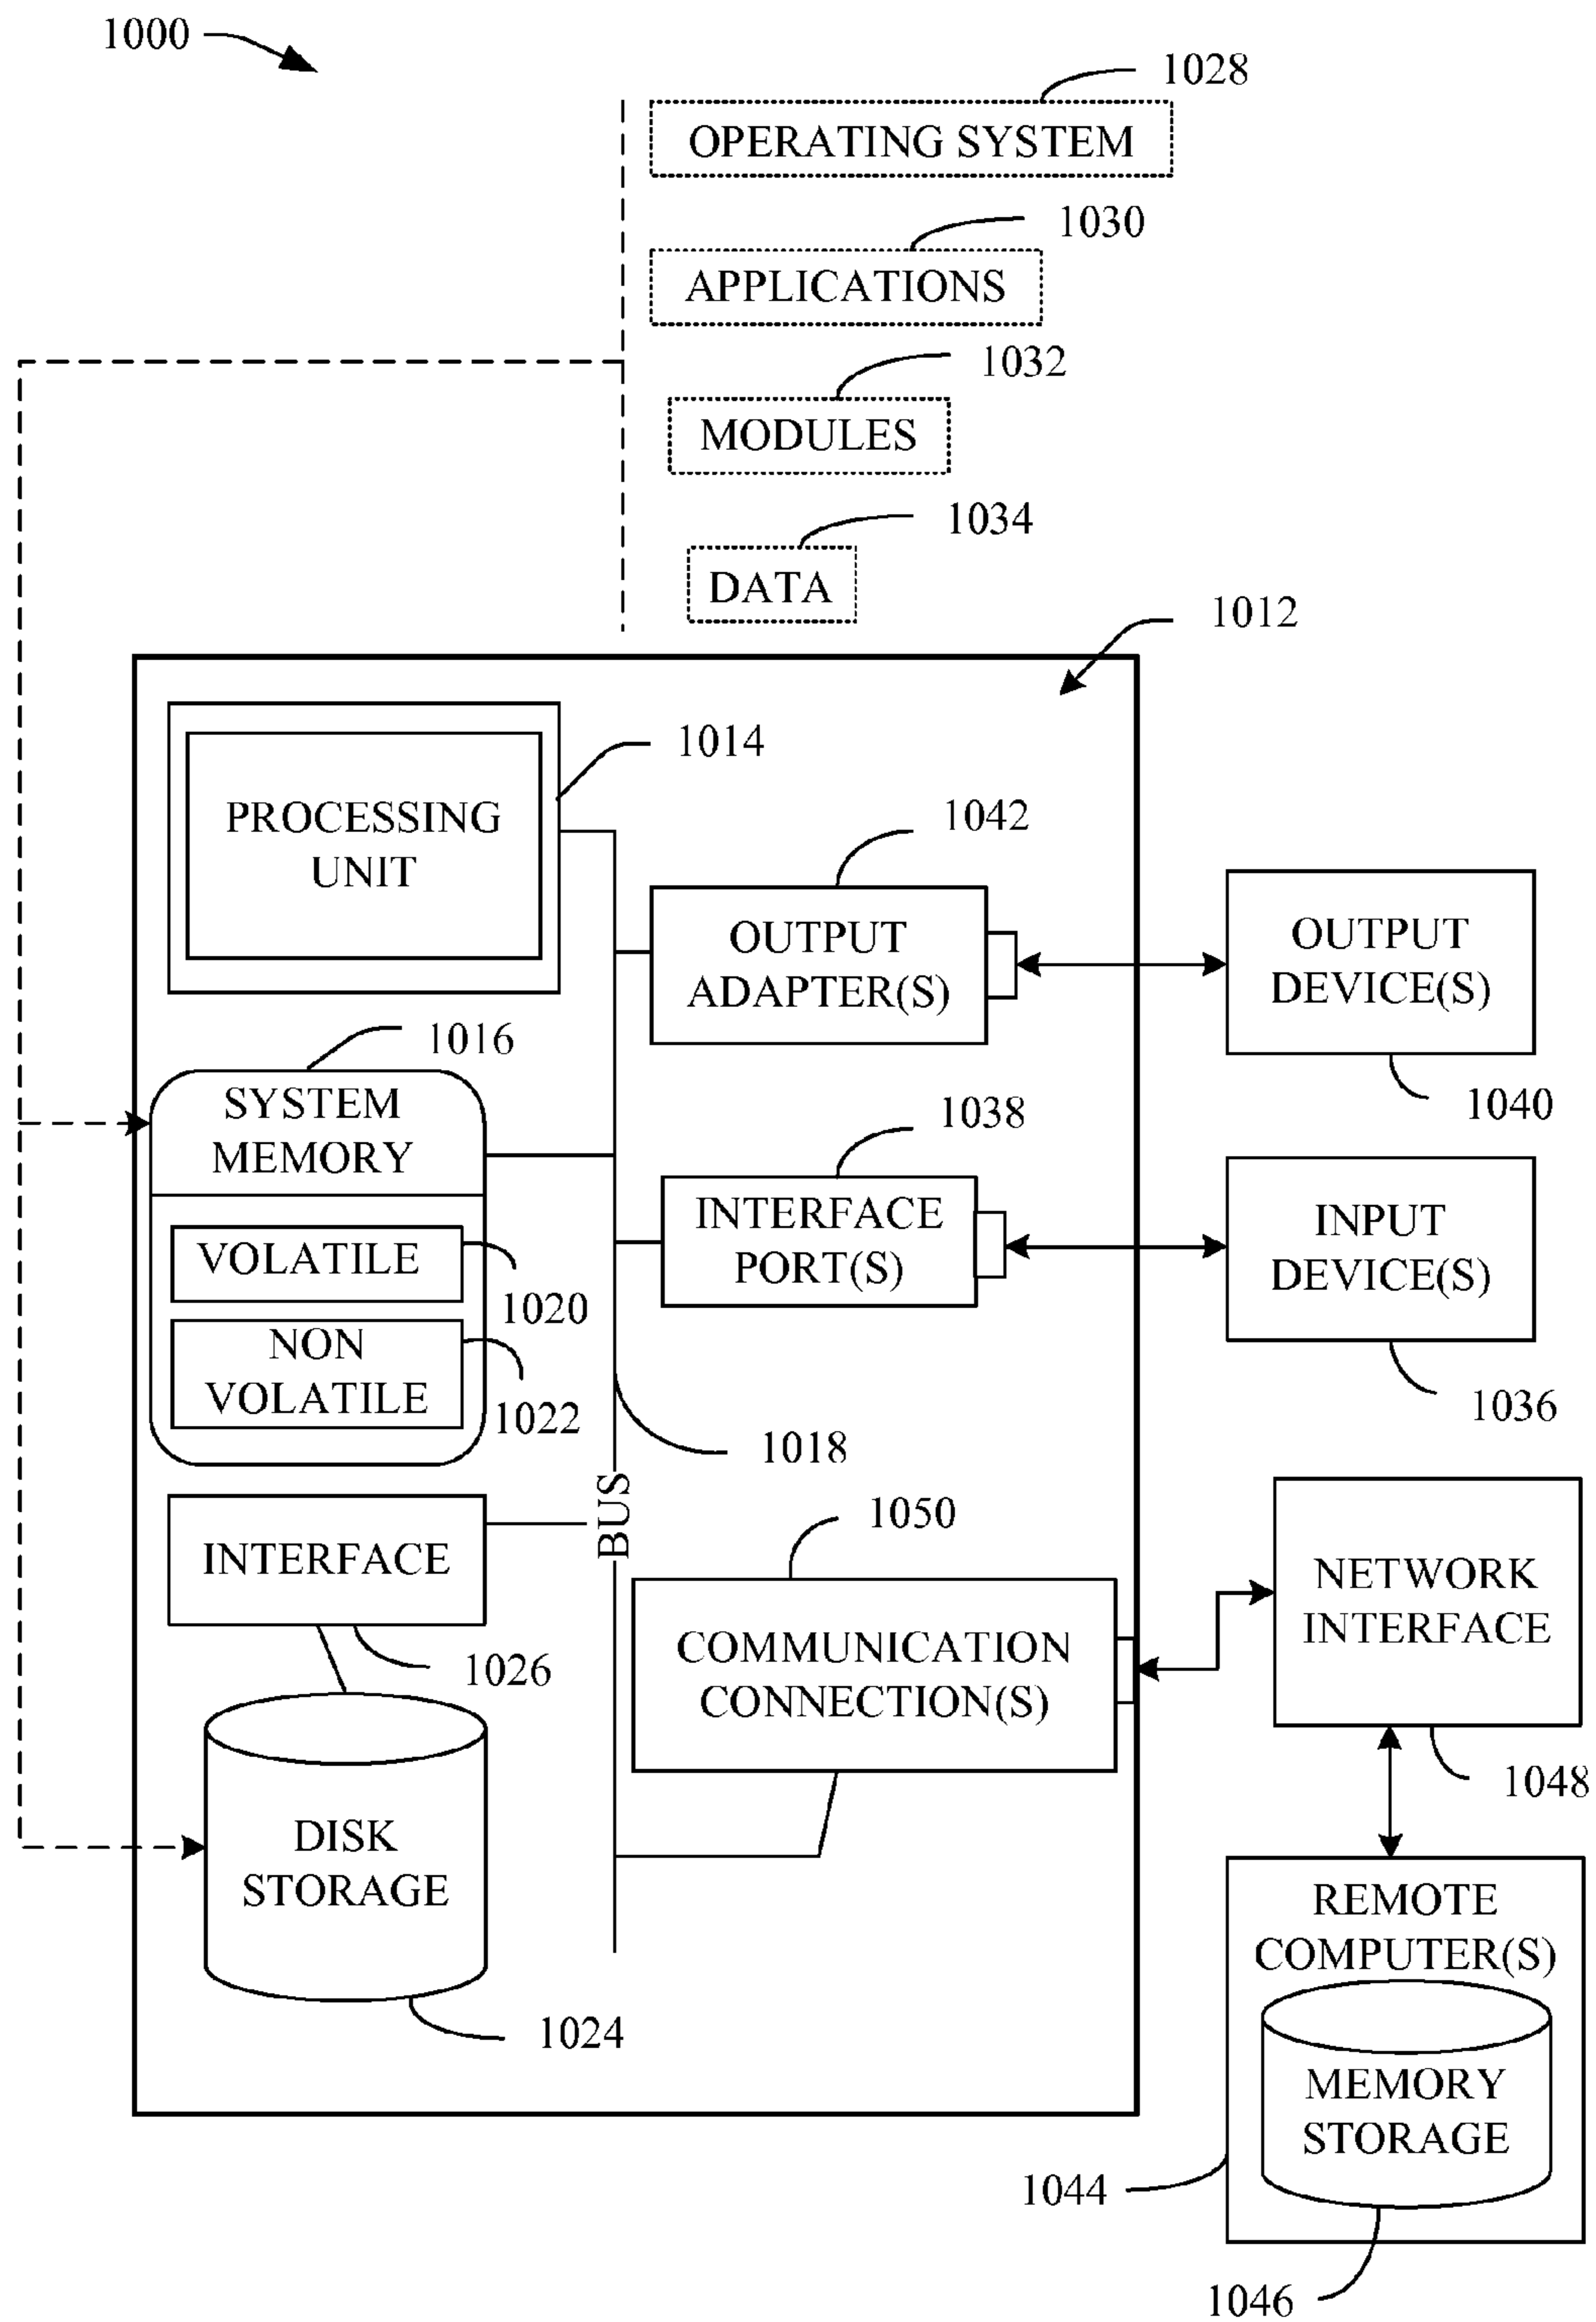 1000
1028
OPERATING SYSTEM
1030
APPLICATIONS
1032
MODULES
1034
DATA
1012
1014
PROCESSING
UNIT
1042
OUTPUT
ADAPTER(S)
OUTPUT
DEVICE(S)
1040
1016
SYSTEM
MEMORY
1038
INTERFACE
PORT(S)
INPUT
DEVICE(S)
1036
VOLATILE
1020
NON
VOLATILE
1022
1018
BUS
INTERFACE
1026
1050
COMMUNICATION
CONNECTION(S)
NETWORK
INTERFACE
1048
DISK
STORAGE
1024
REMOTE
COMPUTER(S)
MEMORY
STORAGE
1044
1046